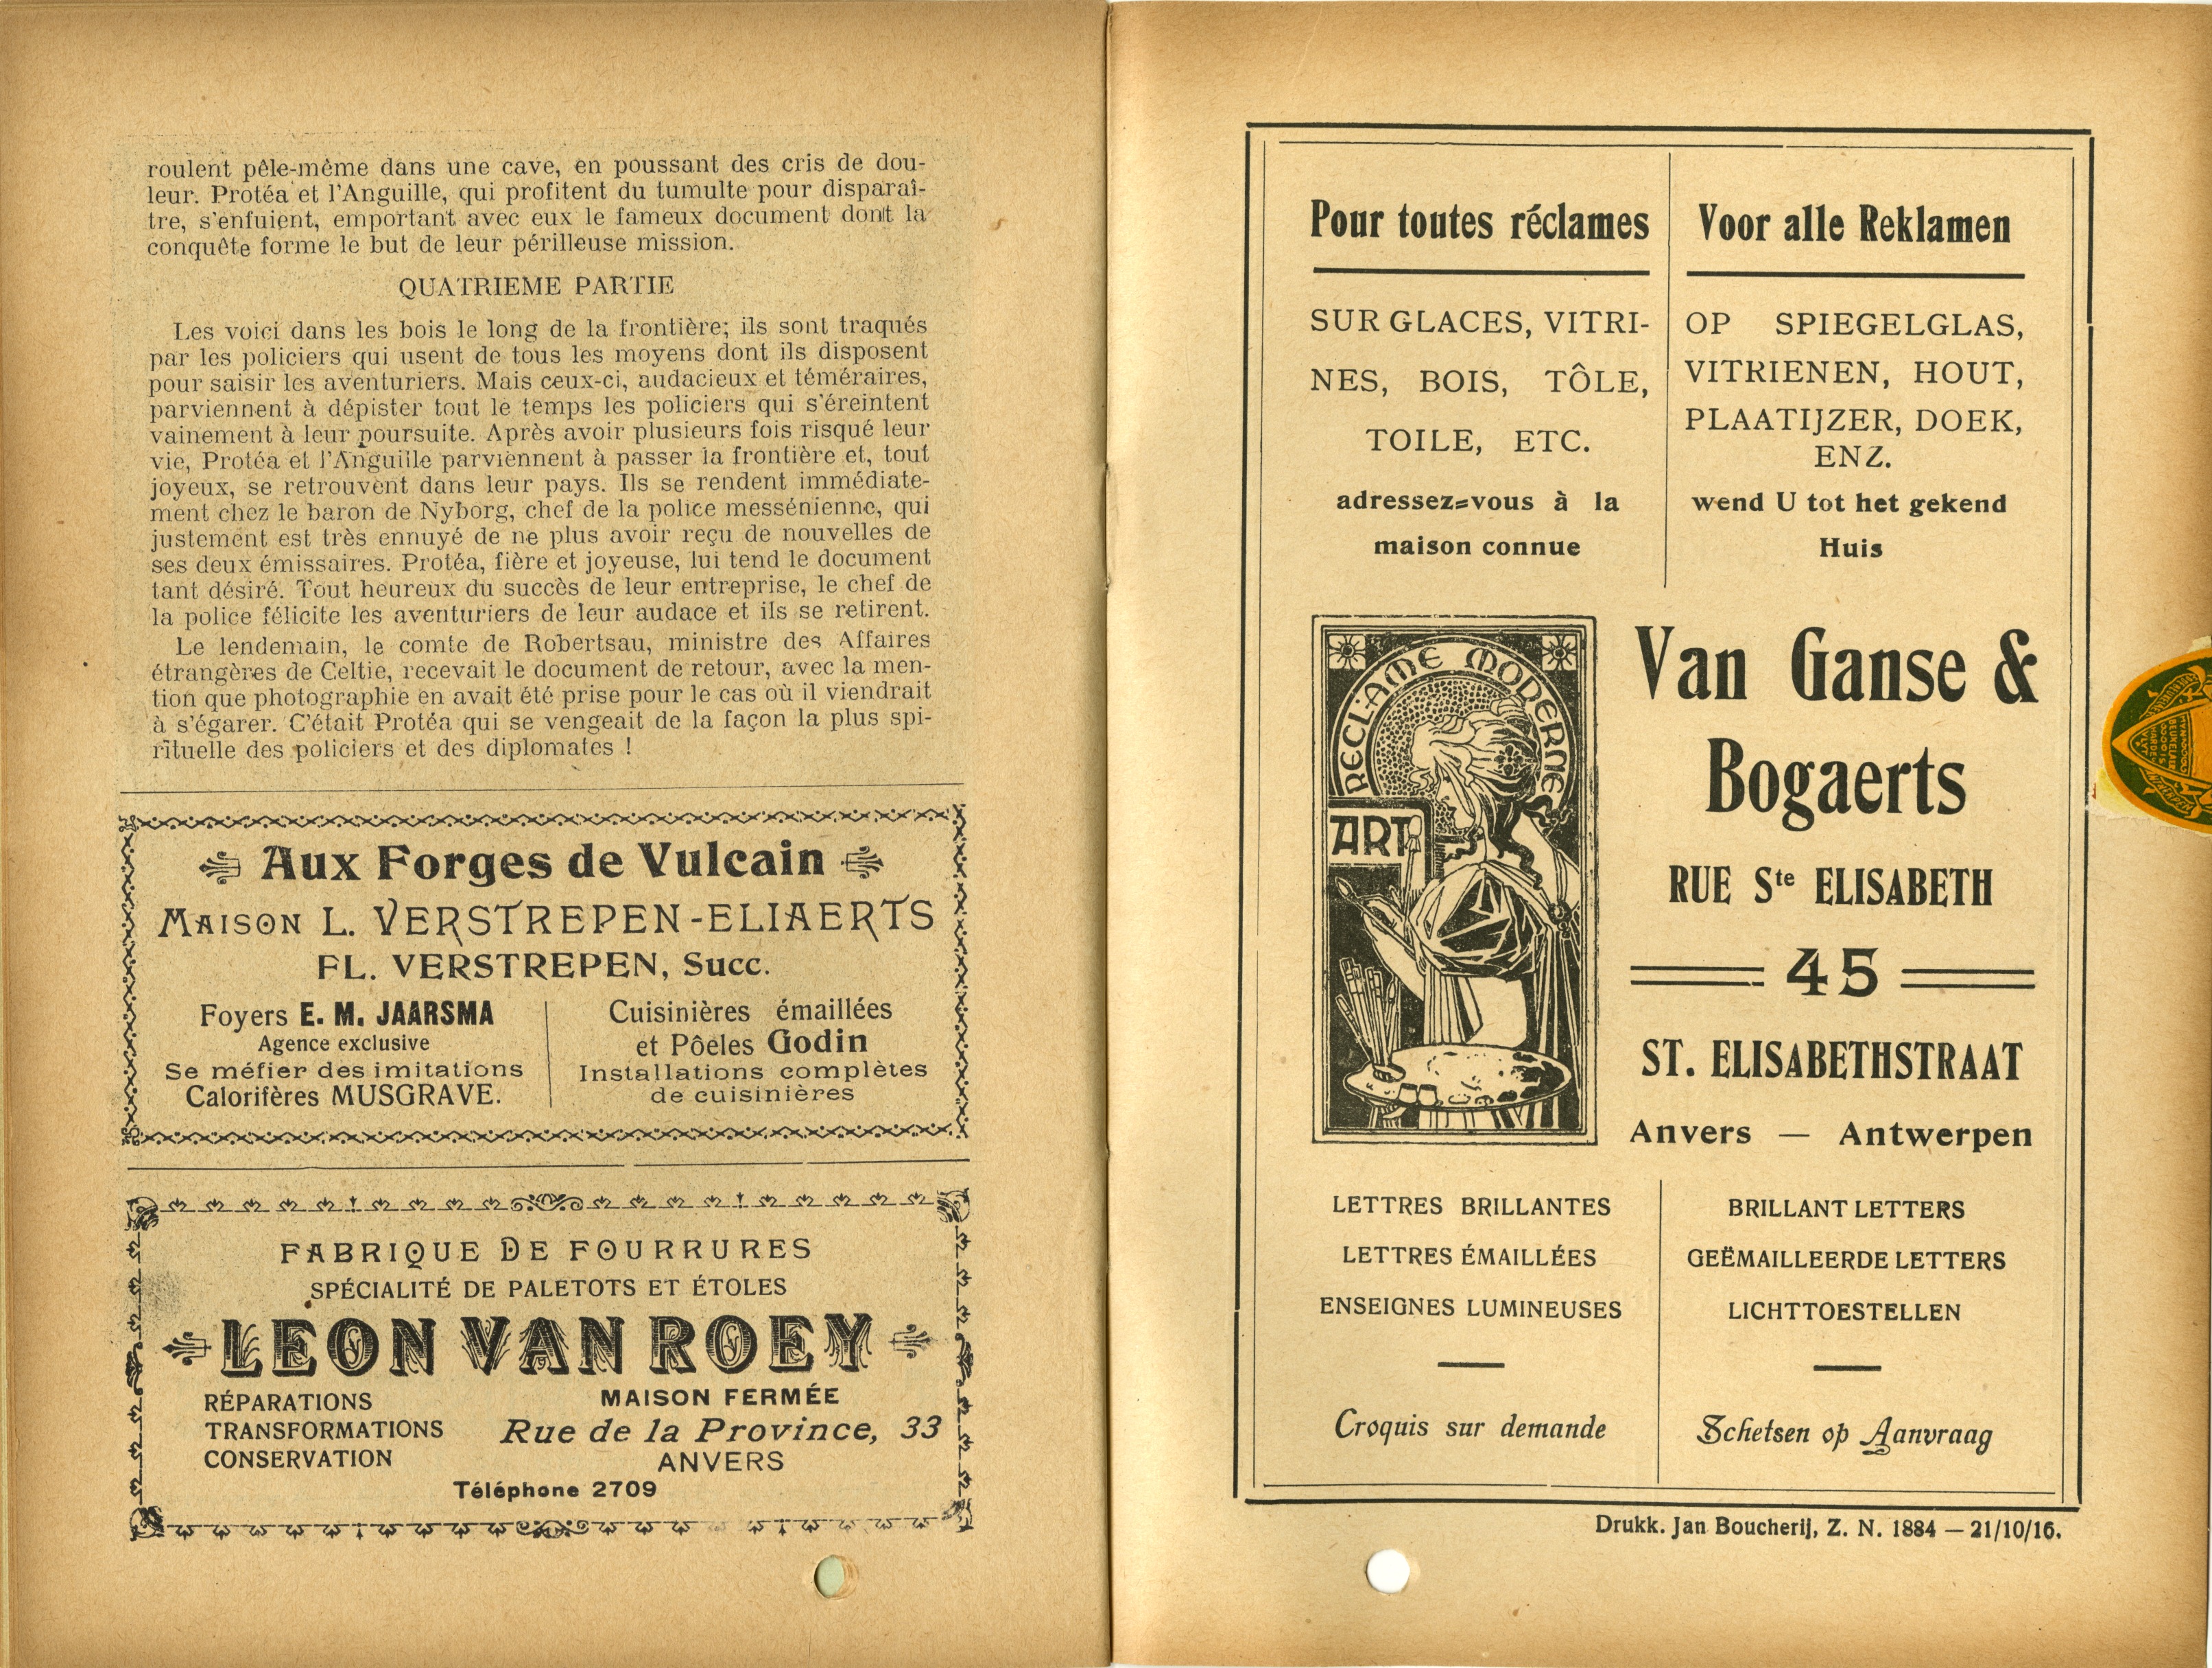 roulent pêle-même dans une cave, en poussant des cris de dou-
leur. Protéa et l'Anguille, qui profitent du tumulte pour disparaî-
tre, s'enfuient, emportant avec eux le fameux document dont la
conquête forme le but de leur périlleuse mission.
QUATRIEME PARTIE
Les voici dans les bois le long de la frontière; ils sont traqués
par les policiers qui usent de tous les moyens dont ils disposent
pour saisir les aventuriers. Mais ceux-ci, audacieux et téméraires,
parviennent à dépister tout le temps les policiers qui s'éreintent
vainement à leur poursuite. Après avoir plusieurs fois risqué leur
vie, Protéa et l'Anguille parviennent à passer la frontière et, tout
joyeux, se retrouvent dans leur pays. Ils se rendent immédiate-
ment chez le baron de Nyborg, chef de la police messénienne, qui
justement est très ennuyé de ne plus avoir reçu de nouvelles de
ses deux émissaires. Protéa, fière et joyeuse, lui tend le document
tant désiré. Tout heureux du succès de leur entreprise, le chef de
la police félicite les aventuriers de leur audace et ils se retirent.
Le lendemain, le comte de Robertsau, ministre des Affaires
étrangères de Celtie, recevait le document de retour, avec la men-
tion que photographie en avait été prise pour le cas où il viendrait
à s'égarer. C'était Protéa qui se vengeait de la façon la plus spi-
rituelle des policiers et des diplomates !
Aux Forges de Vulcain
MAISON L. VERSTREPEN-ELIAERTS
FL. VERSTREPEN, Succ.
Foyers E. M. JAARSMA
Agence exclusive
Se méfier des imitations
Calorifères MUSGRAVE.
Cuisinières émaillées
et Pôeles Godin
Installations complètes
de cuisinières
FABRIQUE DE FOURRURES
SPÉCIALITÉ DE PALETOTS ET ÉTOLES
LEON VAN ROEY
RÉPARATIONS
TRANSFORMATIONS
CONSERVATION
MAISON FERMÉE
Rue de la Province, 33
ANVERS
Téléphone 2709
Pour toutes réclames
SUR GLACES, VITRI-
NES, BOIS, TÔLE,
TOILE, ETC.
adressez=vous à la
maison connue
Voor alle Reklamen
OP SPIEGELGLAS,
VITRIENEN, HOUT,
PLAATIJZER, DOEK,
ENZ.
wend U tot het gekend
Huis
RECLAME MODERNE
ART
Van Ganse &
Bogaerts
RUE Ste ELISABETH
45
ST. ELISABETHSTRAAT
Anvers — Antwerpen
LETTRES BRILLANTES
LETTRES ÉMAILLÉES
ENSEIGNES LUMINEUSES
Croquis sur demande
BRILLANT LETTERS
GEËMAILLEERDE LETTERS
LICHTTOESTELLEN
Schetsen op Aanvraag
Drukk. Jan Boucherij, Z. N. 1884 — 21/10/16.